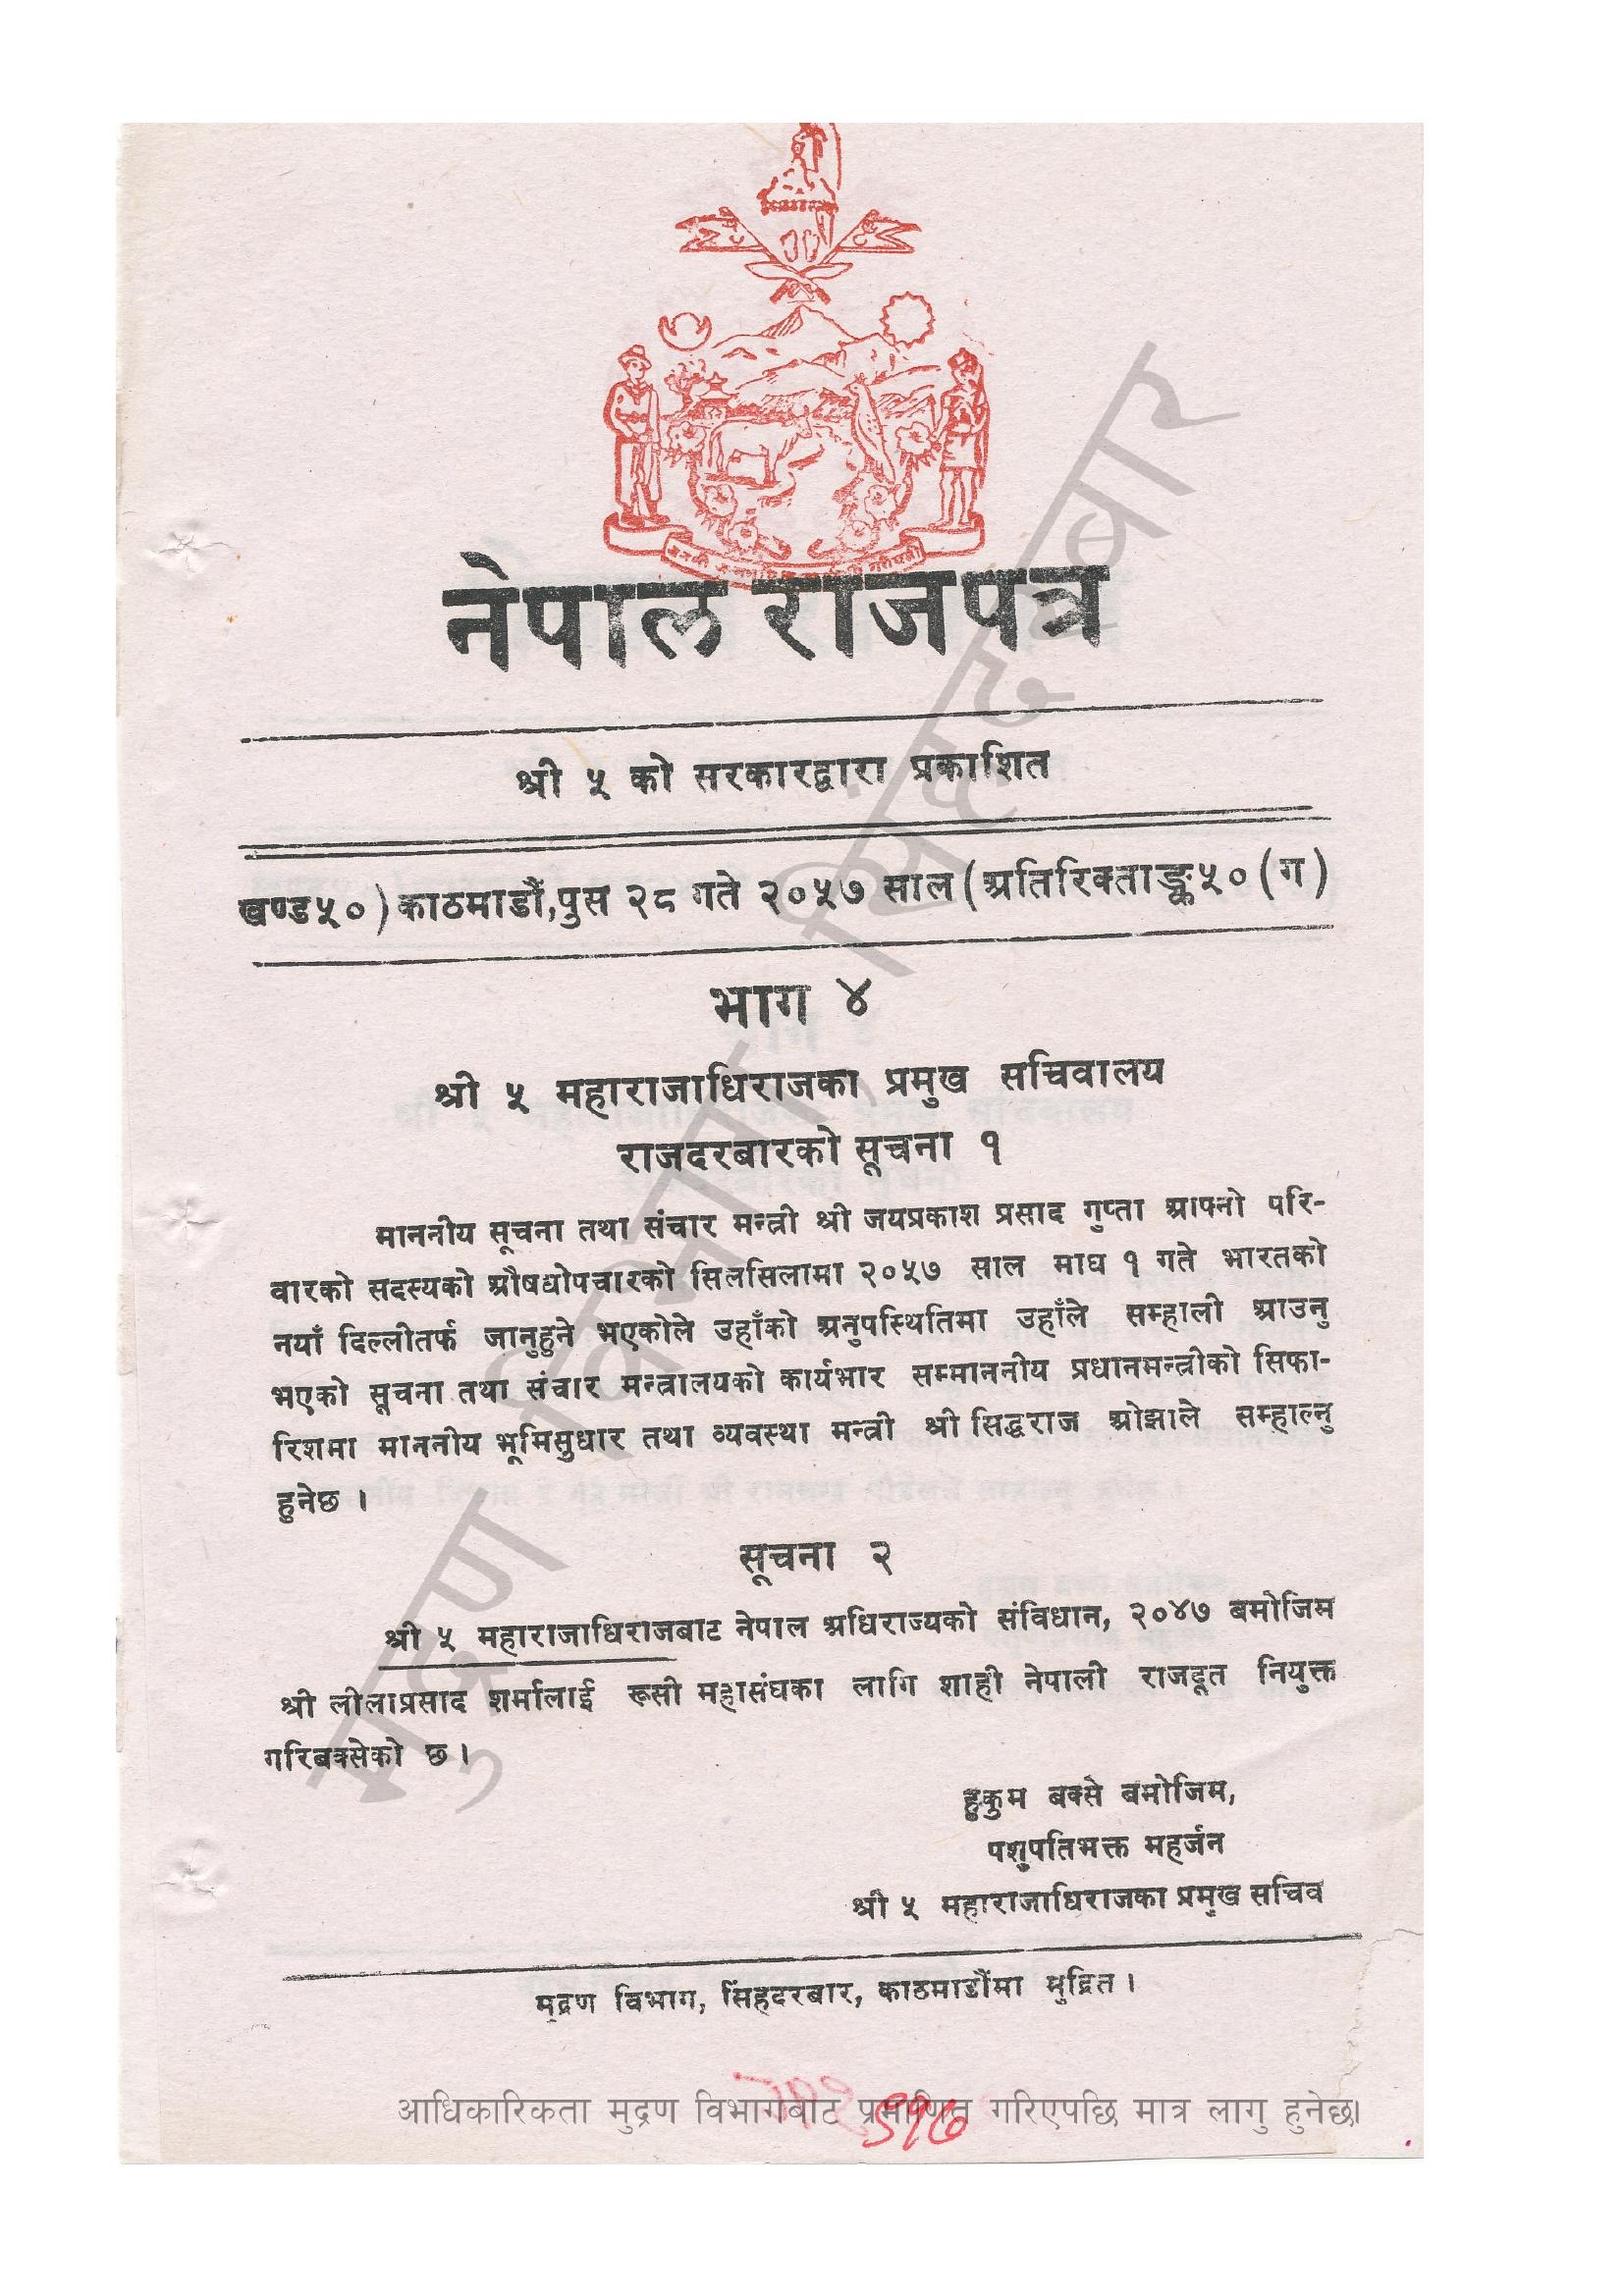 नेपाल राजपत्र
श्री ५ को सरकारद्वारा प्रकाशित
खण्ड ५०) काठमाडौं, पुस २८ गते २०५७ साल (अतिरिक्ताङ्क ५० (ग)
भाग ४
श्री ५ महाराजाधिराजका प्रमुख सचिवालय
राजदरबारको सूचना १
माननीय सूचना तथा संचार मन्त्री श्री जयप्रकाश प्रसाद गुप्ता आफ्नो परि-
वारको सदस्यको औषधोपचारको सिलसिलामा २०५७ साल माघ १ गते भारतको
नयाँ दिल्लीतर्फ जानुहुने भएकोले उहाँको अनुपस्थितिमा उहाँले सम्हाली आउनु
भएको सूचना तथा संचार मन्त्रालयको कार्यभार सम्माननीय प्रधानमन्त्रीको सिफा-
रिशमा माननीय भूमिसुधार तथा व्यवस्था मन्त्री श्री सिद्धराज ओझाले सम्हाल्नु
हुनेछ ।
सूचना २
श्री ५ महाराजाधिराजबाट नेपाल अधिराज्यको संविधान, २०४७ बमोजिम
श्री लीलाप्रसाद शर्मालाई रूसी महासंघका लागि शाही नेपाली राजदूत नियुक्त
गरिबक्सेको छ ।
हुकुम बक्से बमोजिम,
पशुपतिभक्त महर्जन
श्री ५ महाराजाधिराजका प्रमुख सचिव
मुद्रण विभाग, सिंहदरबार, काठमाडौंमा मुद्रित ।
आधिकारिकता मुद्रण विभागबाट प्रमाणित गरिएपछि मात्र लागु हुनेछ।
मुद्रण विभाग, सिंहदरबार